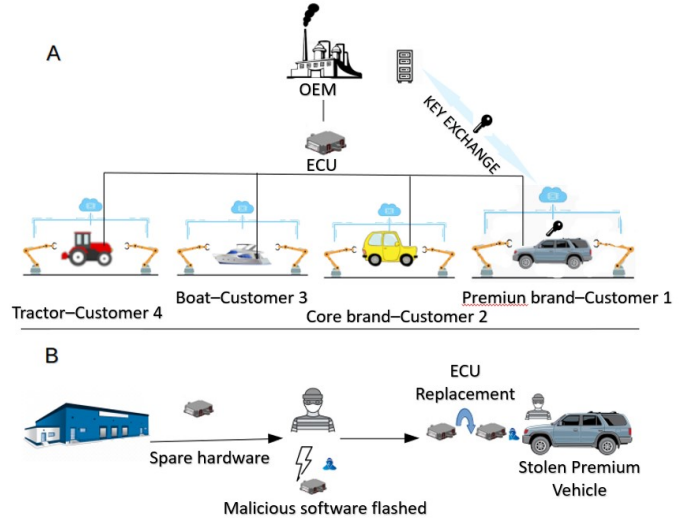 A
OEM
KEY EXCHANGE
ECU
Tractor–Customer 4
Boat–Customer 3
Core brand–Customer 2
Premiun brand–Customer 1
B
Spare hardware
Malicious software flashed
ECU
Replacement
Stolen Premium
Vehicle